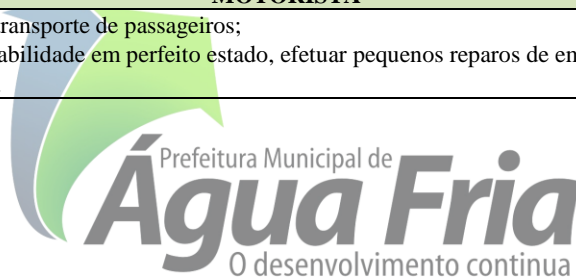 MOTORISTA
ransporte de passageiros;
abilidade em perfeito estado, efetuar pequenos reparos de en
Prefeitura Municipal de
Água Fria
O desenvolvimento continua